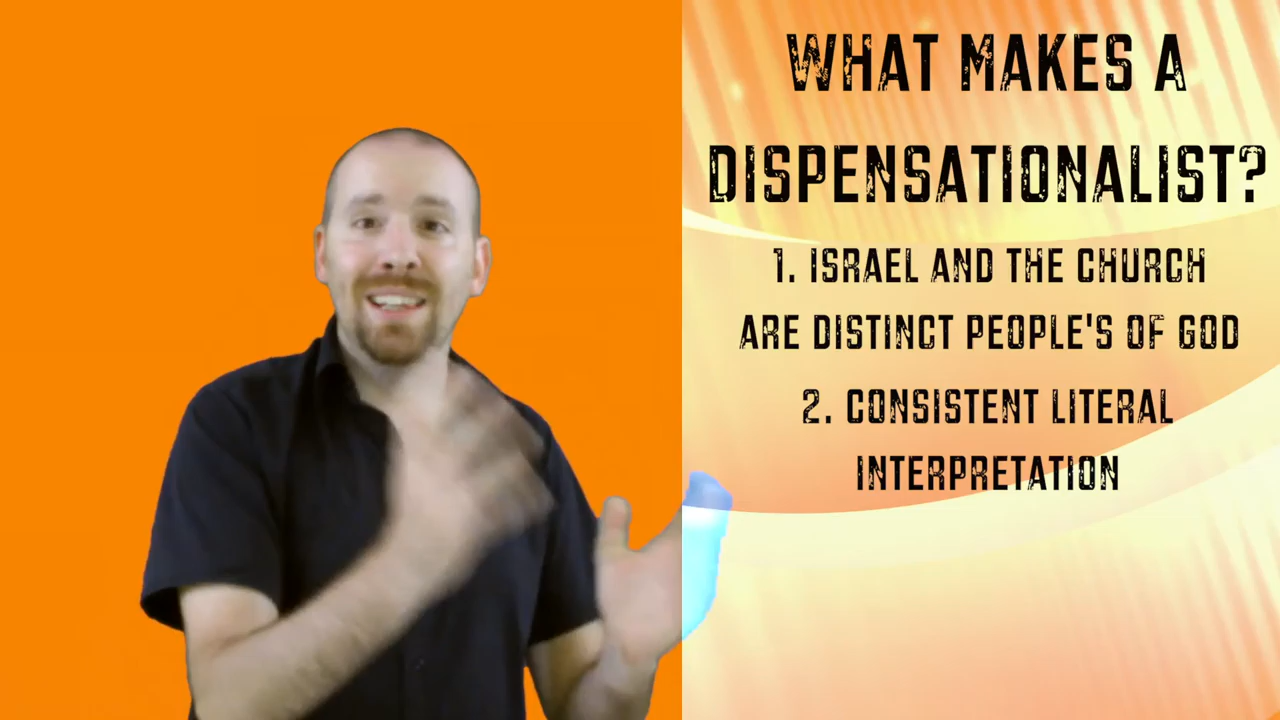 WHAT MAKES A
DISPENSATIONALIST?
1. ISRAEL AND THE CHURCH
ARE DISTINCT PEOPLE'S OF GOD
2. CONSISTENT LITERAL
INTERPRETATION